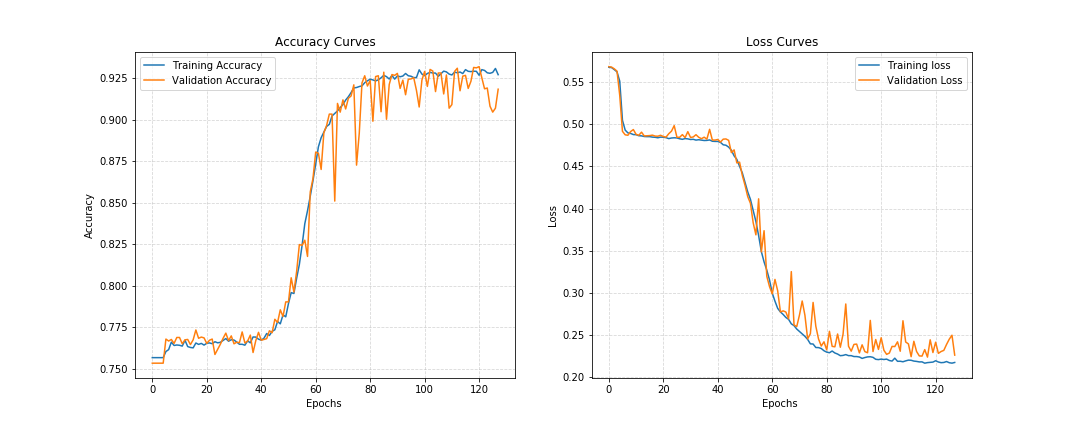 Accuracy Curves
Training Accuracy
Validation Accuracy
0.925
0.900
0.875
0.850
0.825
0.800
0.775
0.750
Accuracy
0 20 40 60 80 100 120
Epochs
Loss Curves
Training loss
Validation Loss
0.55
0.50
0.45
0.40
0.35
0.30
0.25
0.20
Loss
0 20 40 60 80 100 120
Epochs